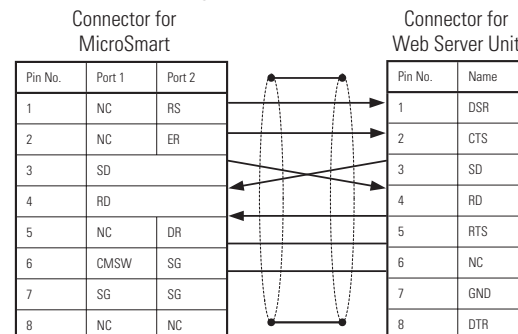 Connector for
MicroSmart
Pin No. Port 1 Port 2
1 NC RS
2 NC ER
3 SD
4 RD
5 NC DR
6 CMSW SG
7 SG SG
8 NC NC
Connector for
Web Server Unit
Pin No. Name
1 DSR
2 CTS
3 SD
4 RD
5 RTS
6 NC
7 GND
8 DTR